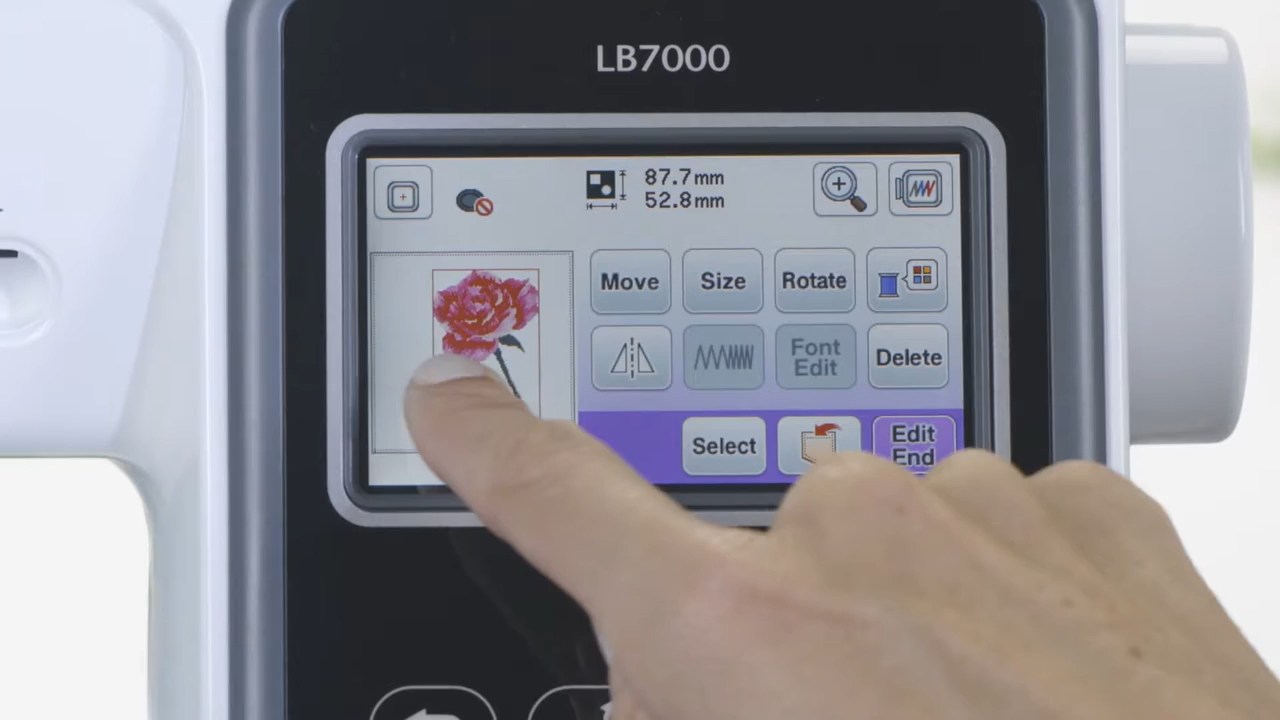 LB7000
87.7mm
52.8mm
Move Size Rotate
Font
Edit
Delete
Select
Edit
End